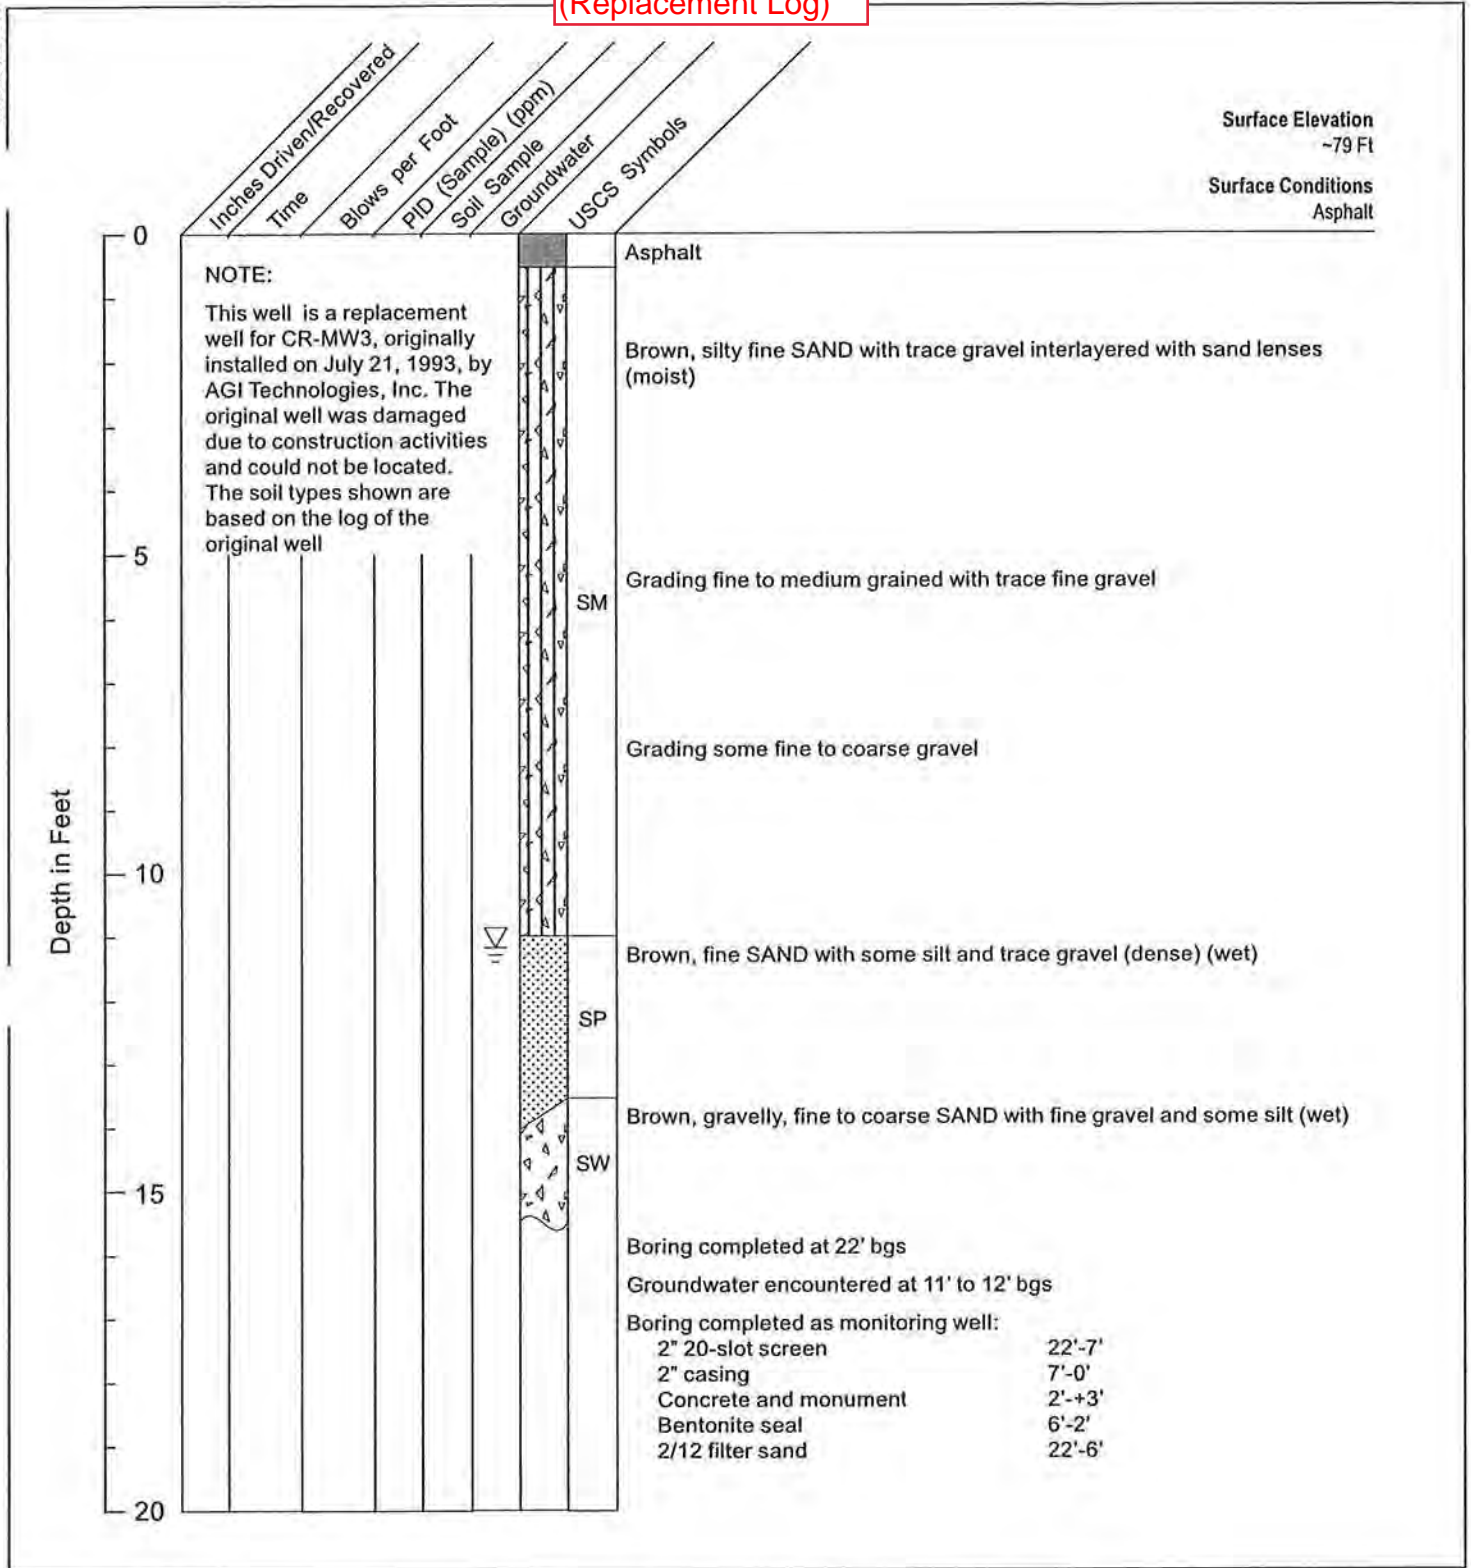 (Replacement Log)
Inches Driven/Recovered
Time
Blows per Foot
PID (Sample) (ppm)
Soil Sample
Groundwater
USCS Symbols
Surface Elevation
~79 Ft
Surface Conditions
Asphalt
0
Asphalt
NOTE:
This well is a replacement
well for CR-MW3, originally
installed on July 21, 1993, by
AGI Technologies, Inc. The
original well was damaged
due to construction activities
and could not be located.
The soil types shown are
based on the log of the
original well
Brown, silty fine SAND with trace gravel interlayered with sand lenses
(moist)
5
Grading fine to medium grained with trace fine gravel
SM
Grading some fine to coarse gravel
Depth in Feet
10
Brown, fine SAND with some silt and trace gravel (dense) (wet)
SP
Brown, gravelly, fine to coarse SAND with fine gravel and some silt (wet)
SW
15
Boring completed at 22' bgs
Groundwater encountered at 11' to 12' bgs
Boring completed as monitoring well:
2" 20-slot screen 22'-7'
2" casing 7'-0'
Concrete and monument 2'-+3'
Bentonite seal 6'-2'
2/12 filter sand 22'-6'
20